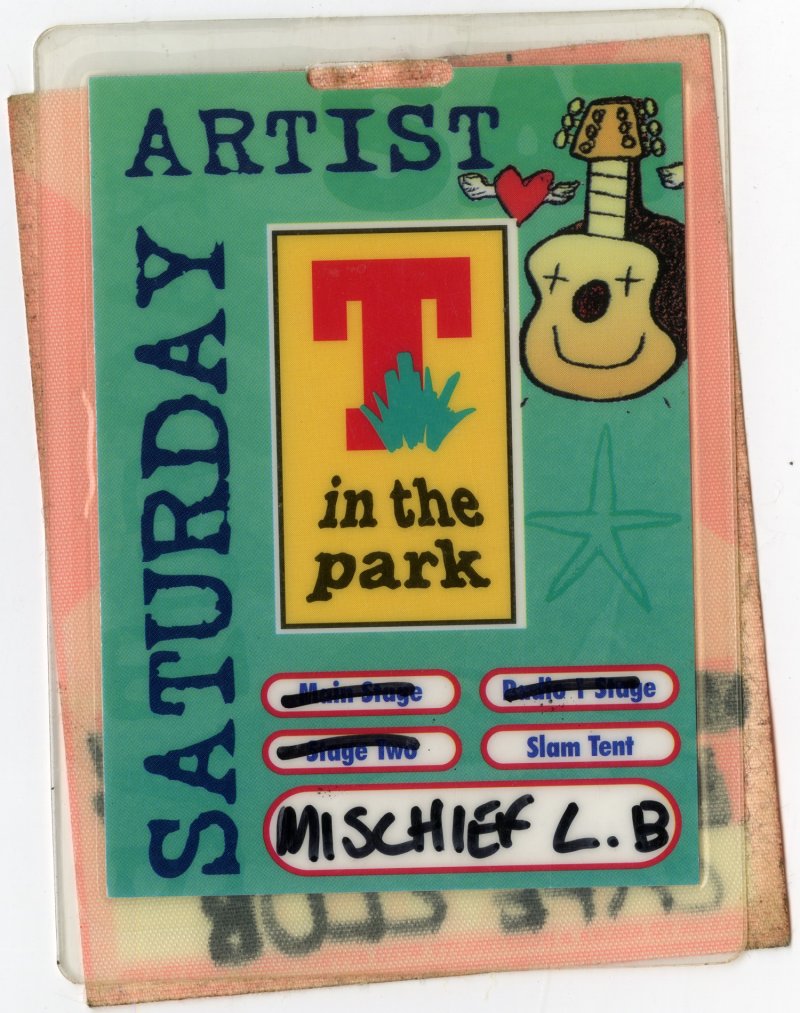 ARTIST
SATURDAY
T
in the
park
Main Stage
Radio 1 Stage
Stage Two
Slam Tent
MISCHIEF L.B